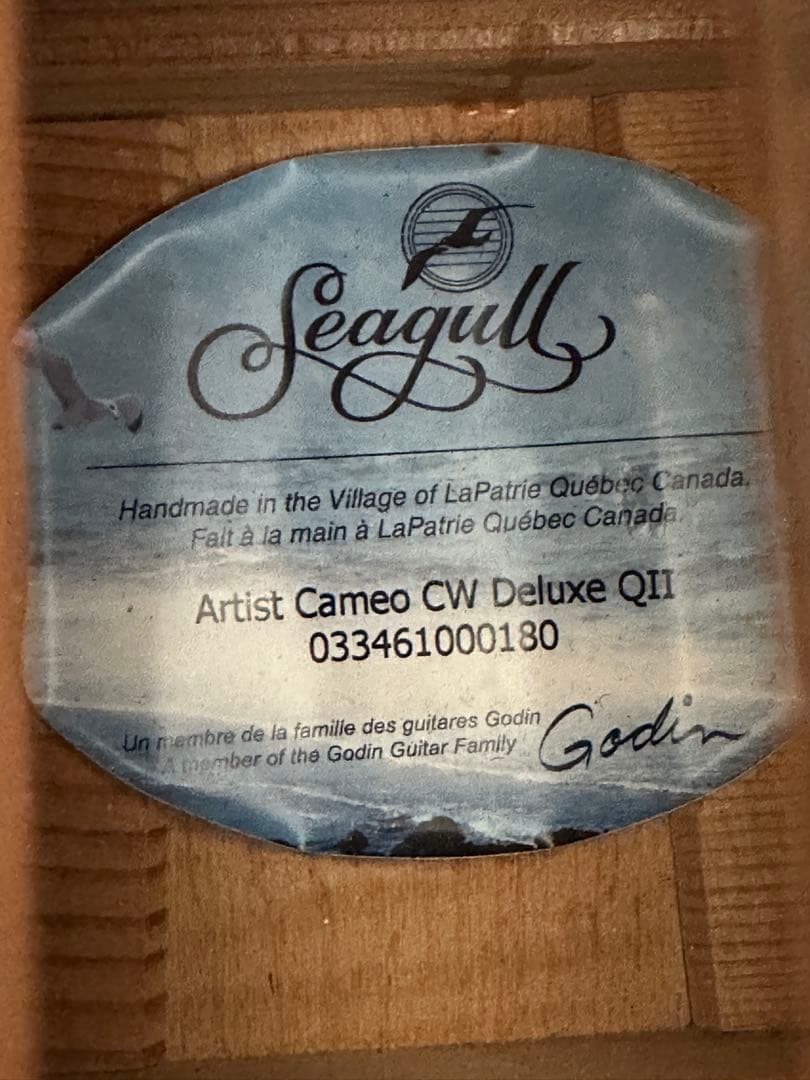 Seagull
Handmade in the Village of LaPatrie Québec Canada.
Fait à la main à LaPatrie Québec Canada.
Artist Cameo CW Deluxe QII
033461000180
Un membre de la famille des guitares Godin
A member of the Godin Guitar Family
Godin